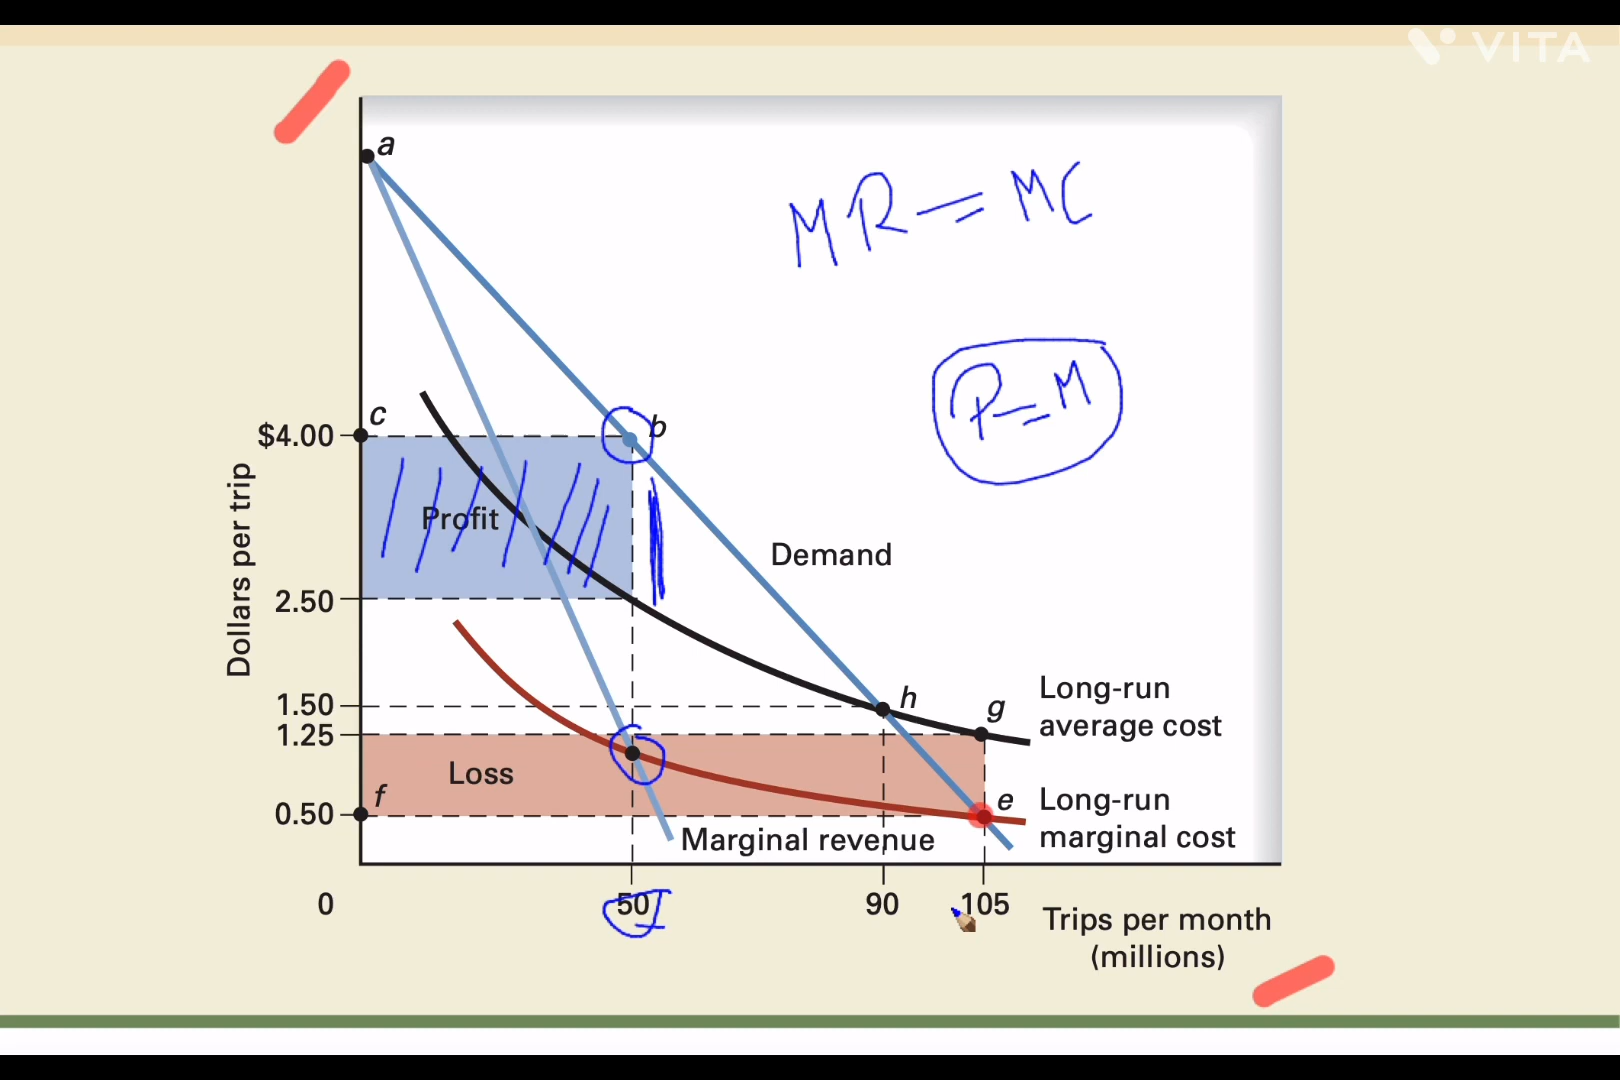 VITA
a
MR = MC
P = M
c
$4.00
b
Profit
Demand
2.50
Dollars per trip
h
g
1.50
1.25
Long-run
average cost
Loss
f
e
0.50
Long-run
marginal cost
Marginal revenue
0
50
90
105
Trips per month
(millions)